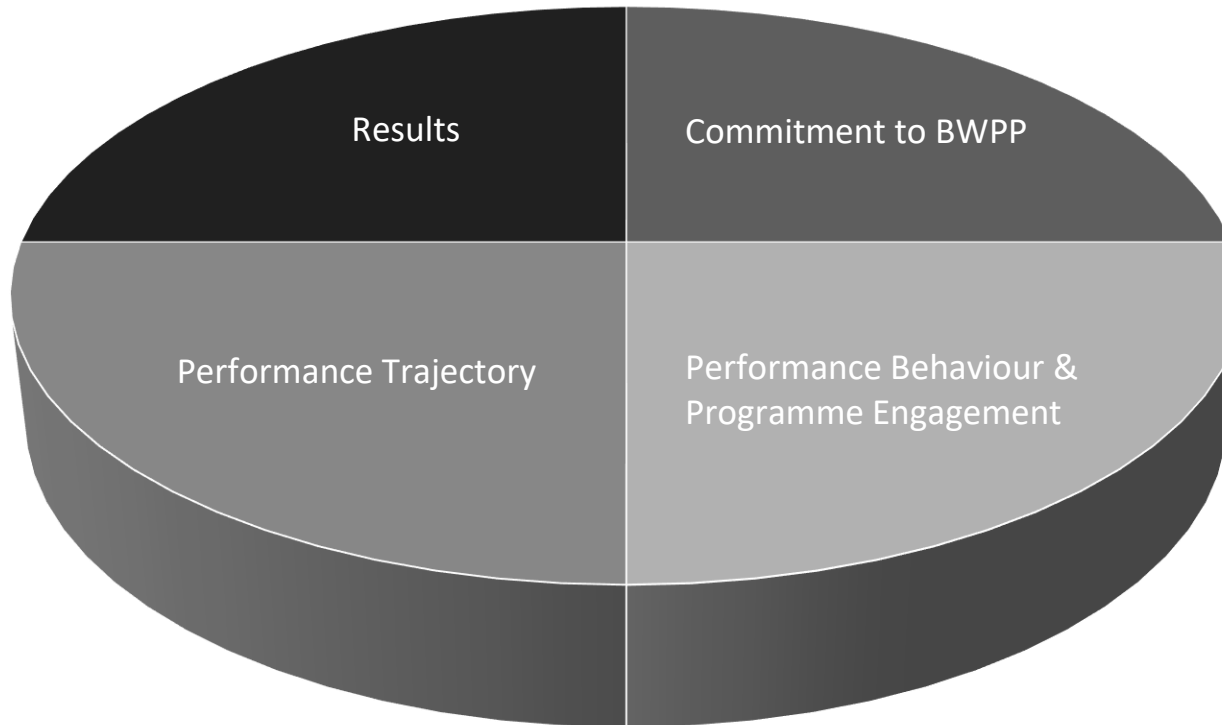 Results
Commitment to BWPP
Performance Trajectory
Performance Behaviour &
Programme Engagement